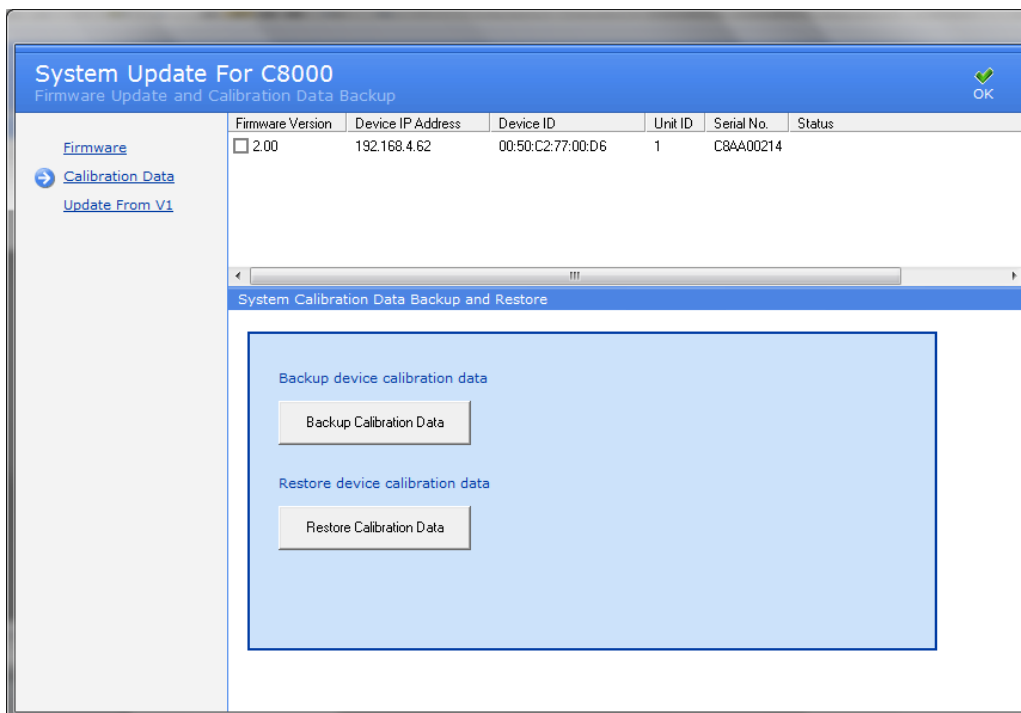 System Update For C8000
Firmware Update and Calibration Data Backup
OK
Firmware
Calibration Data
Update From V1
Firmware Version Device IP Address Device ID Unit ID Serial No. Status
2.00 192.168.4.62 00:50:C2:77:00:D6 1 C8AA00214
System Calibration Data Backup and Restore
Backup device calibration data
Backup Calibration Data
Restore device calibration data
Restore Calibration Data